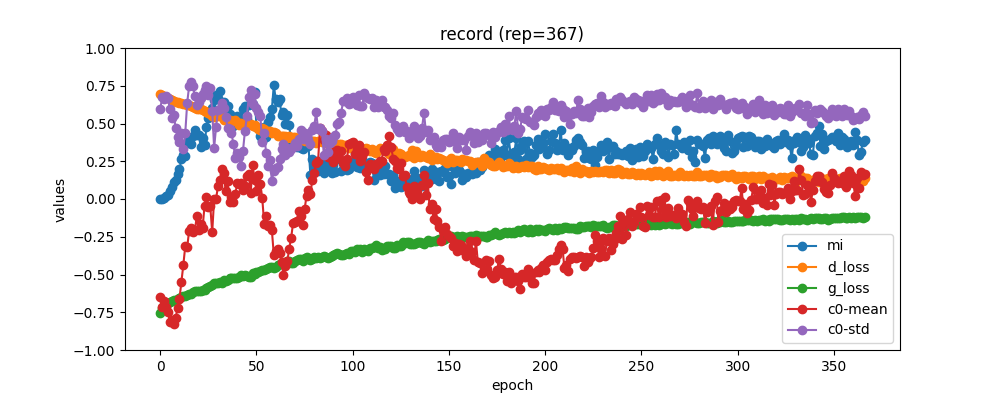 record (rep=367)
values
1.00
0.75
0.50
0.25
0.00
−0.25
−0.50
−0.75
−1.00
0 50 100 150 200 250 300 350
epoch
mi
d_loss
g_loss
c0-mean
c0-std